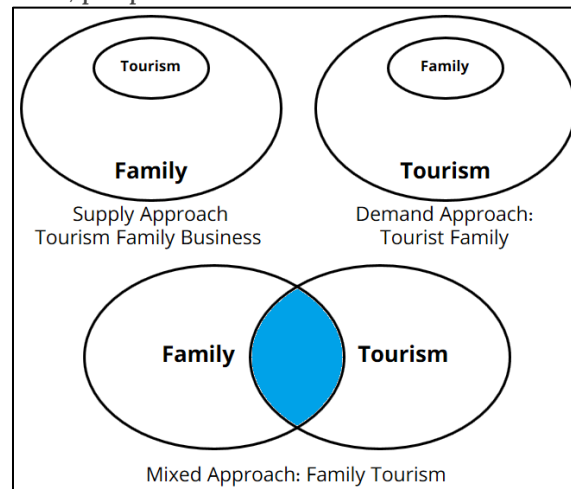 Tourism
Family
Family
Tourism
Supply Approach
Tourism Family Business
Demand Approach:
Tourist Family
Family
Tourism
Mixed Approach: Family Tourism